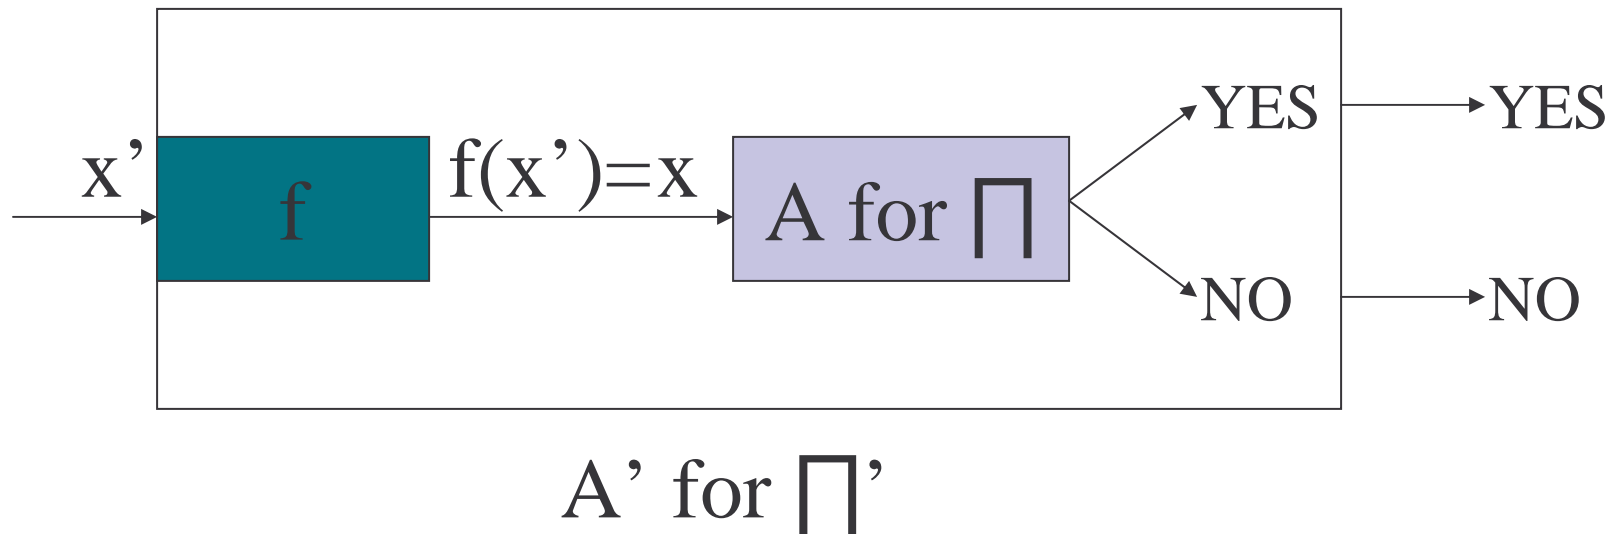 x’
f
f(x’)=x
A for ∏
YES
NO
YES
NO
A’ for ∏’